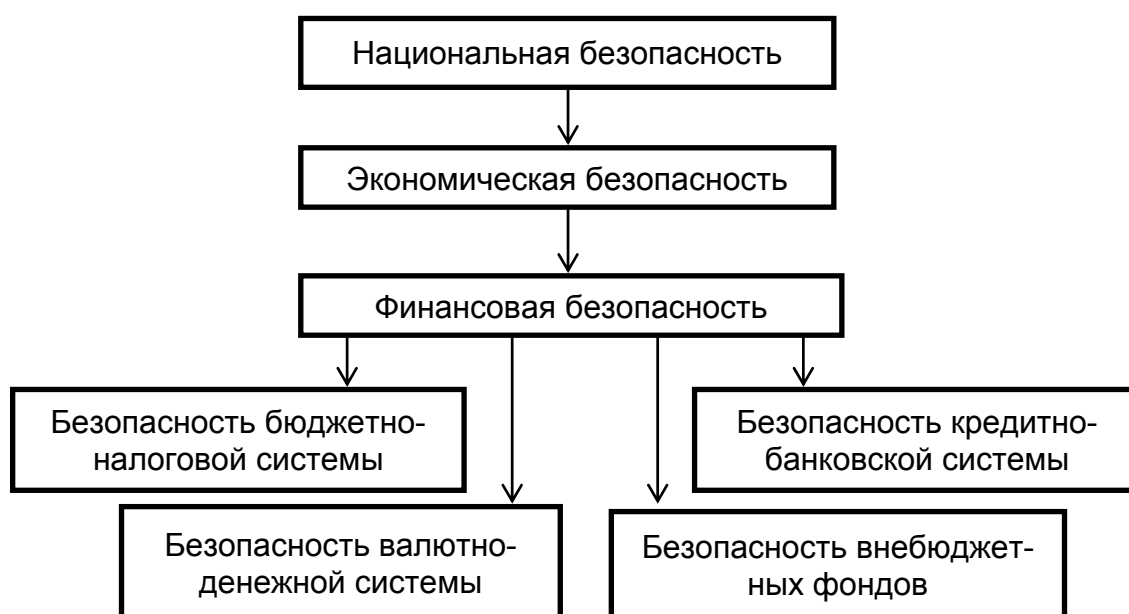 Национальная безопасность
Экономическая безопасность
Финансовая безопасность
Безопасность бюджетно-
налоговой системы
Безопасность кредитно-
банковской системы
Безопасность валютно-
денежной системы
Безопасность внебюджет-
ных фондов